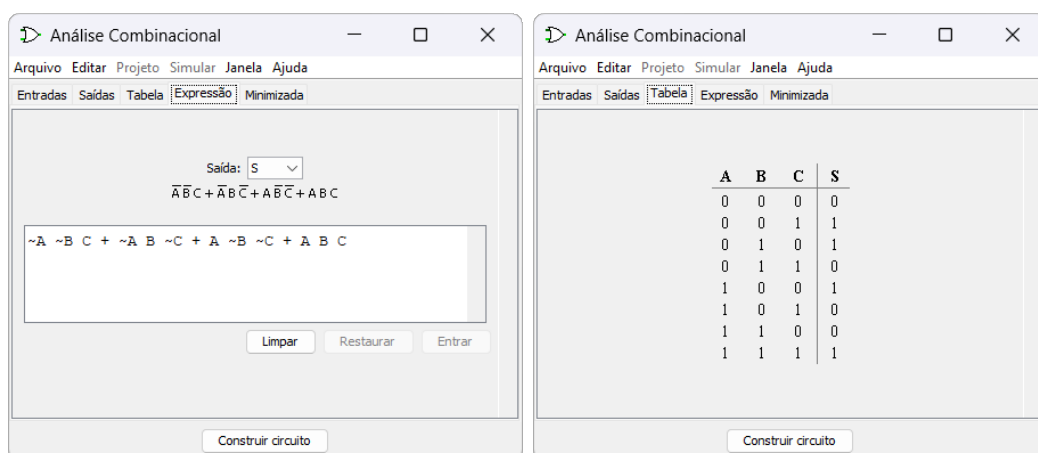 Análise Combinacional
Arquivo Editar Projeto Simular Janela Ajuda
Entradas Saídas Tabela Expressão Minimizada
Saída: S
A̅ B̅ C + A̅ B C̅ + A B̅ C̅ + A B C
~A ~B C + ~A B ~C + A ~B ~C + A B C
Limpar Restaurar Entrar
Construir circuito
Análise Combinacional
Arquivo Editar Projeto Simular Janela Ajuda
Entradas Saídas Tabela Expressão Minimizada
A B C S
0 0 0 0
0 0 1 1
0 1 0 1
0 1 1 0
1 0 0 1
1 0 1 0
1 1 0 0
1 1 1 1
Construir circuito